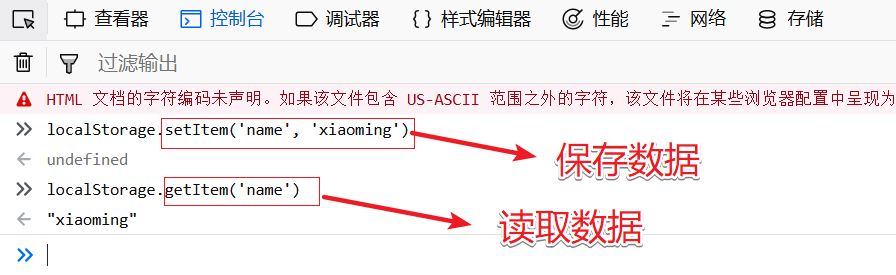 查看器 控制台 调试器 {} 样式编辑器 性能 网络 存储
过滤输出
HTML 文档的字符编码未声明。如果该文件包含 US-ASCII 范围之外的字符，该文件将在某些浏览器配置中呈现为
>> localStorage.setItem('name', 'xiaoming')
保存数据
← undefined
>> localStorage.getItem('name')
读取数据
← "xiaoming"
>>